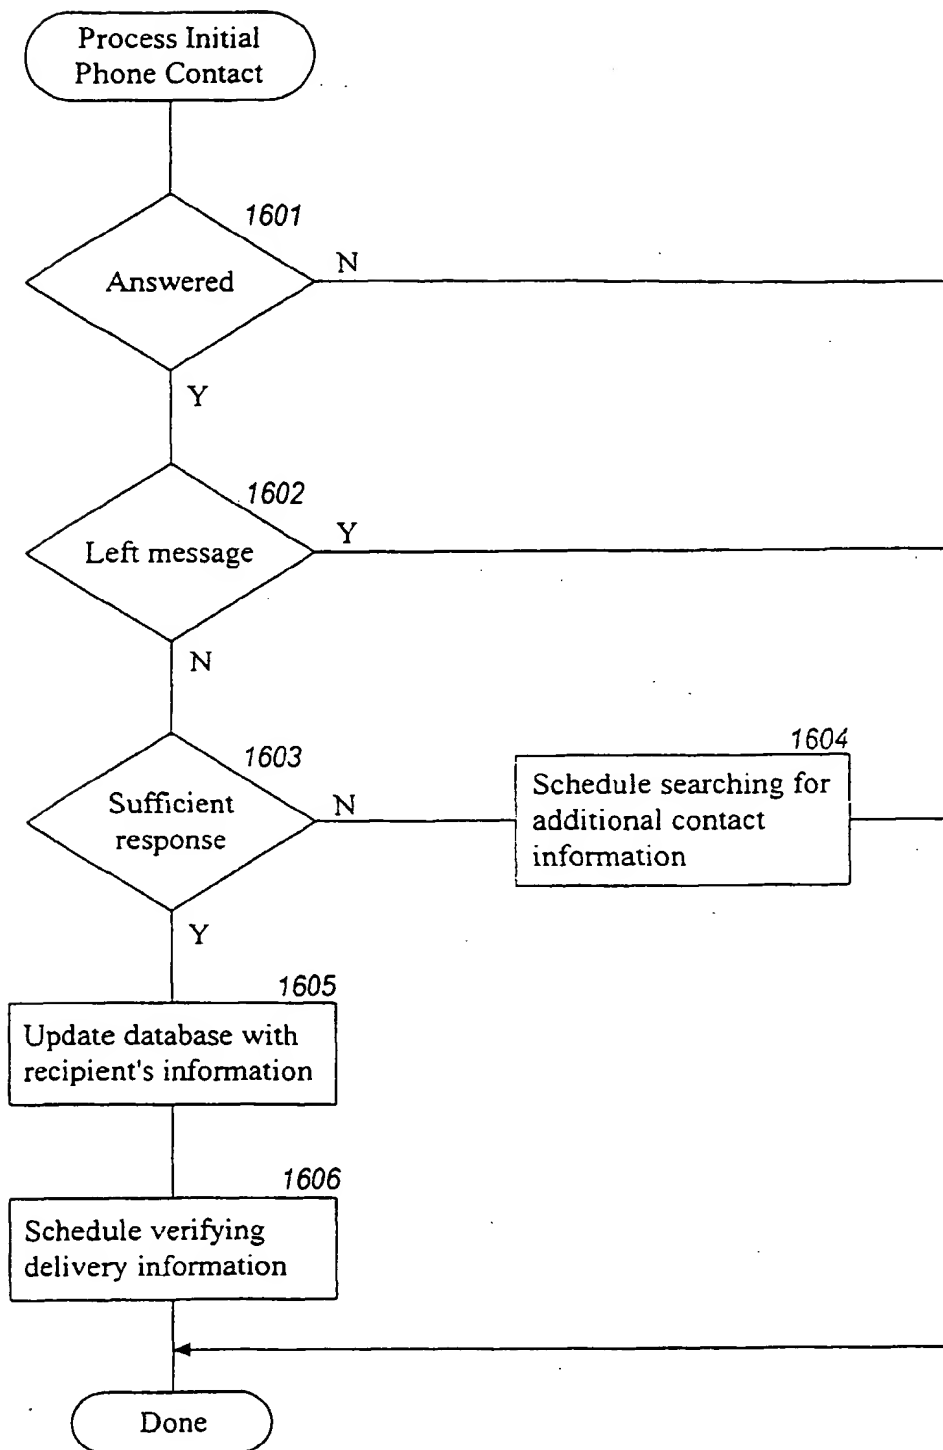 Process Initial
Phone Contact
1601
Answered
N
Y
1602
Left message
Y
N
1603
Sufficient
response
N
1604
Schedule searching for
additional contact
information
Y
1605
Update database with
recipient's information
1606
Schedule verifying
delivery information
Done